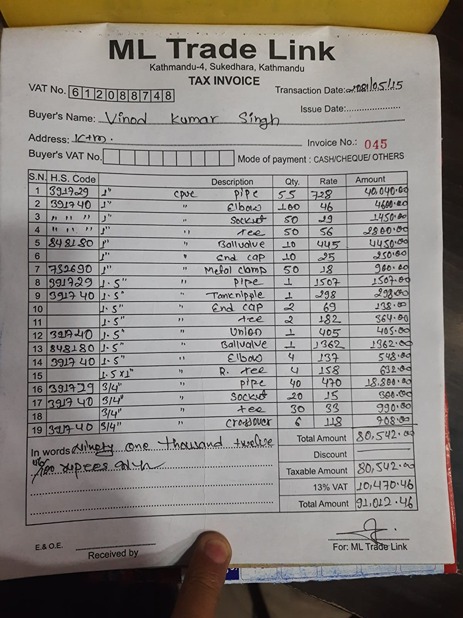 ML Trade Link
Kathmandu-4, Sukedhara, Kathmandu
TAX INVOICE
VAT No. 612088748 Transaction Date: 2081/05/15
Issue Date:
Buyer's Name: Vinod Kumar Singh
Address: Ktm. Invoice No.: 045
Buyer's VAT No. Mode of payment : CASH/CHEQUE/ OTHERS
S.N. H.S. Code Description Qty. Rate Amount
1 391729 1" cpvc pipe 55 728 40,040.00
2 391740 1" " Elbow 100 46 4600.00
3 " " " 1" " Socket 50 29 1450.00
4 1" " tee 50 56 2800.00
5 848180 1" " Ballvalve 10 445 4450.00
6 1" " End cap 10 25 250.00
7 732690 1" " Metal clamp 50 18 900.00
8 391729 1.5" " pipe 1 1507 1507.00
9 391740 1.5" " Tanknipple 1 298 298.00
10 1.5" " End cap 2 69 138.00
11 1.5" " tee 2 182 364.00
12 391740 1.5" " Union 1 405 405.00
13 848180 1.5" " Ballvalve 1 1362 1362.00
14 391740 1.5" " Elbow 4 137 548.00
15 1.5 x1" " R. tee 4 158 632.00
16 391729 3/4" " pipe 40 470 18,800.00
17 391740 3/4" " Socket 20 15 300.00
18 3/4" " tee 30 33 990.00
19 391740 3/4" " Crossover 6 118 708.00
In words Ninety one thousand twelve Total Amount 80,542.00
46/100 rupees only Discount
Taxable Amount 80,542.00
13% VAT 10,470.46
Total Amount 91,012.46
E.& O.E. Received by For: ML Trade Link